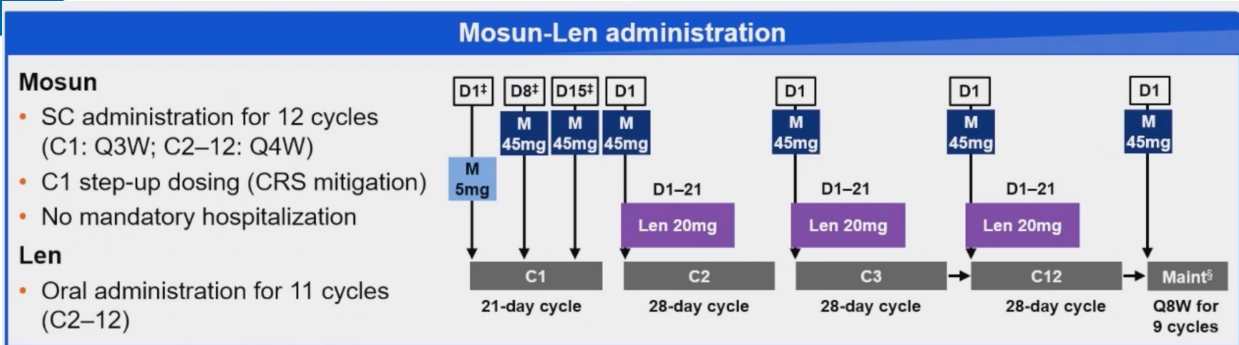 Mosun-Len administration
Mosun
• SC administration for 12 cycles
(C1: Q3W; C2–12: Q4W)
• C1 step-up dosing (CRS mitigation)
• No mandatory hospitalization
Len
• Oral administration for 11 cycles
(C2–12)
D1‡ D8‡ D15‡ D1 D1 D1 D1
M
5mg
M
45mg
M
45mg
M
45mg
M
45mg
M
45mg
M
45mg
D1–21 D1–21 D1–21
Len 20mg Len 20mg Len 20mg
C1 C2 C3 C12 Maint§
21-day cycle 28-day cycle 28-day cycle 28-day cycle Q8W for
9 cycles